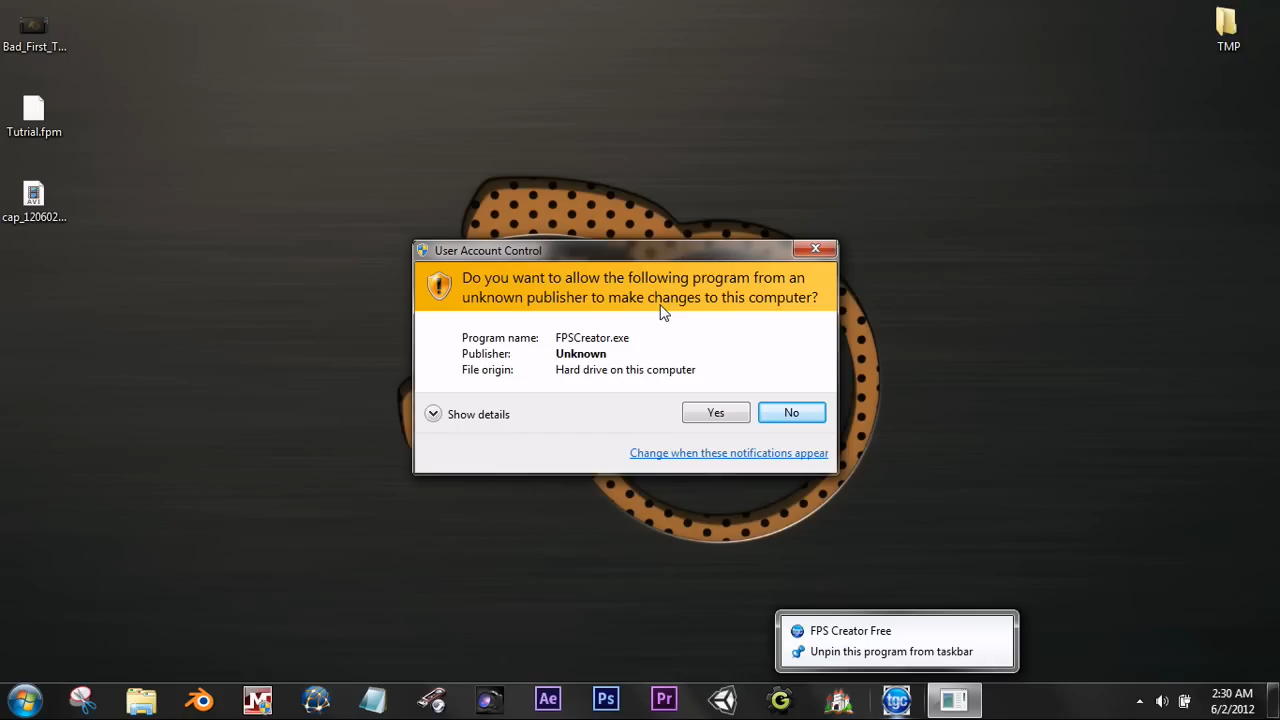 Bad_First_T...
Tutrial.fpm
AVI
cap_120602...
TMP
User Account Control
Do you want to allow the following program from an
unknown publisher to make changes to this computer?
Program name: FPSCreator.exe
Publisher: Unknown
File origin: Hard drive on this computer
Show details
Yes
No
Change when these notifications appear
FPS Creator Free
Unpin this program from taskbar
M
Ae
Ps
Pr
G
tgc
2:30 AM
6/2/2012